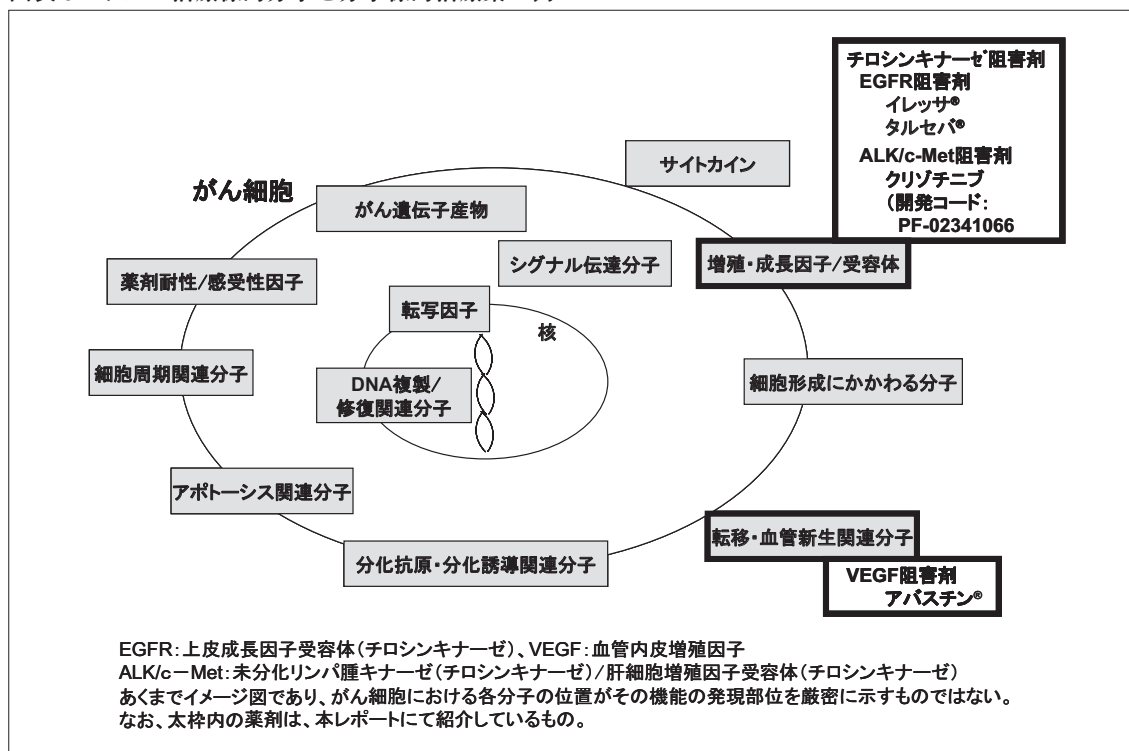 チロシンキナーゼ阻害剤
EGFR阻害剤
イレッサ®
タルセバ®
ALK/c-Met阻害剤
クリゾチニブ
(開発コード:
PF-02341066
サイトカイン
がん細胞
がん遺伝子産物
シグナル伝達分子
増殖・成長因子/受容体
薬剤耐性/感受性因子
転写因子
核
細胞周期関連分子
DNA複製/
修復関連分子
細胞形成にかかわる分子
アポトーシス関連分子
転移・血管新生関連分子
分化抗原・分化誘導関連分子
VEGF阻害剤
アバスチン®
EGFR:上皮成長因子受容体(チロシンキナーゼ)、VEGF:血管内皮増殖因子
ALK/c-Met:未分化リンパ腫キナーゼ(チロシンキナーゼ)/肝細胞増殖因子受容体(チロシンキナーゼ)
あくまでイメージ図であり、がん細胞における各分子の位置がその機能の発現部位を厳密に示すものではない。
なお、太枠内の薬剤は、本レポートにて紹介しているもの。